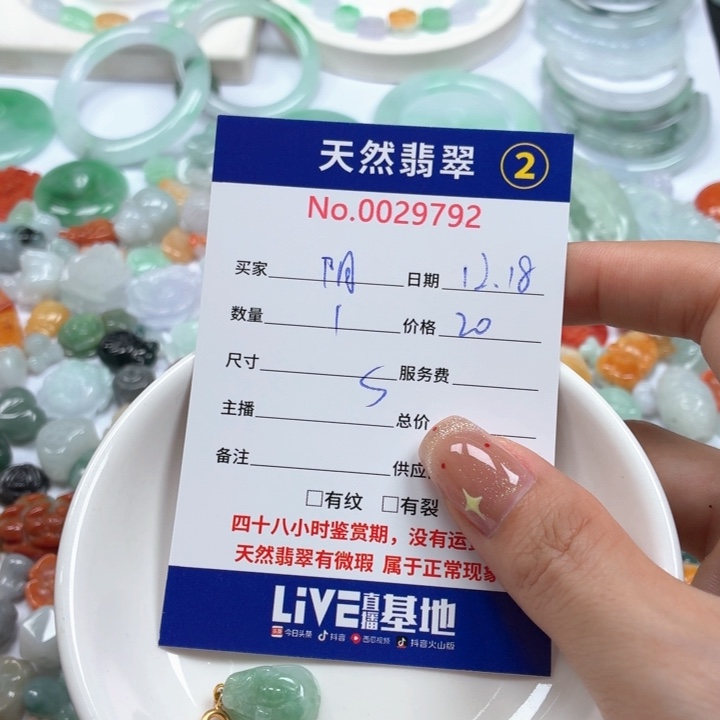 天然翡翠 2
No.0029792
买家 明 日期 12.18
数量 1 价格 20
尺寸 服务费
5
主播 总价
备注 供应
□有纹 □有裂
四十八小时鉴赏期，没有运
天然翡翠有微瑕 属于正常现象
LiVE直播基地
今日头条 抖音 西瓜视频 抖音火山版